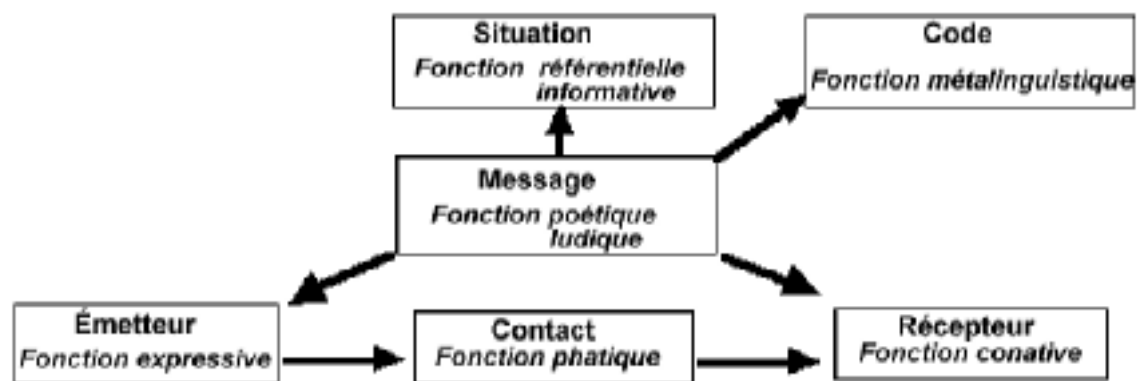 Situation
Fonction référentielle
informative
Code
Fonction métalinguistique
Message
Fonction poétique
ludique
Émetteur
Fonction expressive
Contact
Fonction phatique
Récepteur
Fonction conative